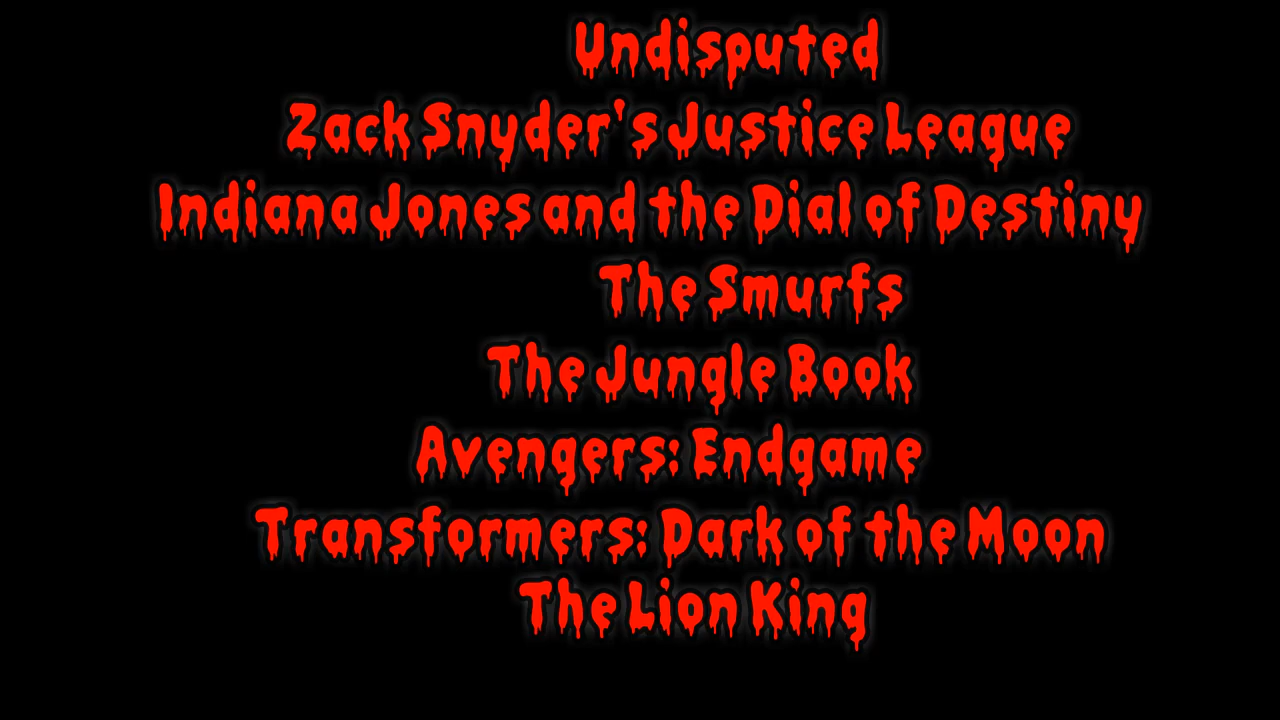 Undisputed
Zack Snyder's Justice League
Indiana Jones and the Dial of Destiny
The Smurfs
The Jungle Book
Avengers: Endgame
Transformers: Dark of the Moon
The Lion King